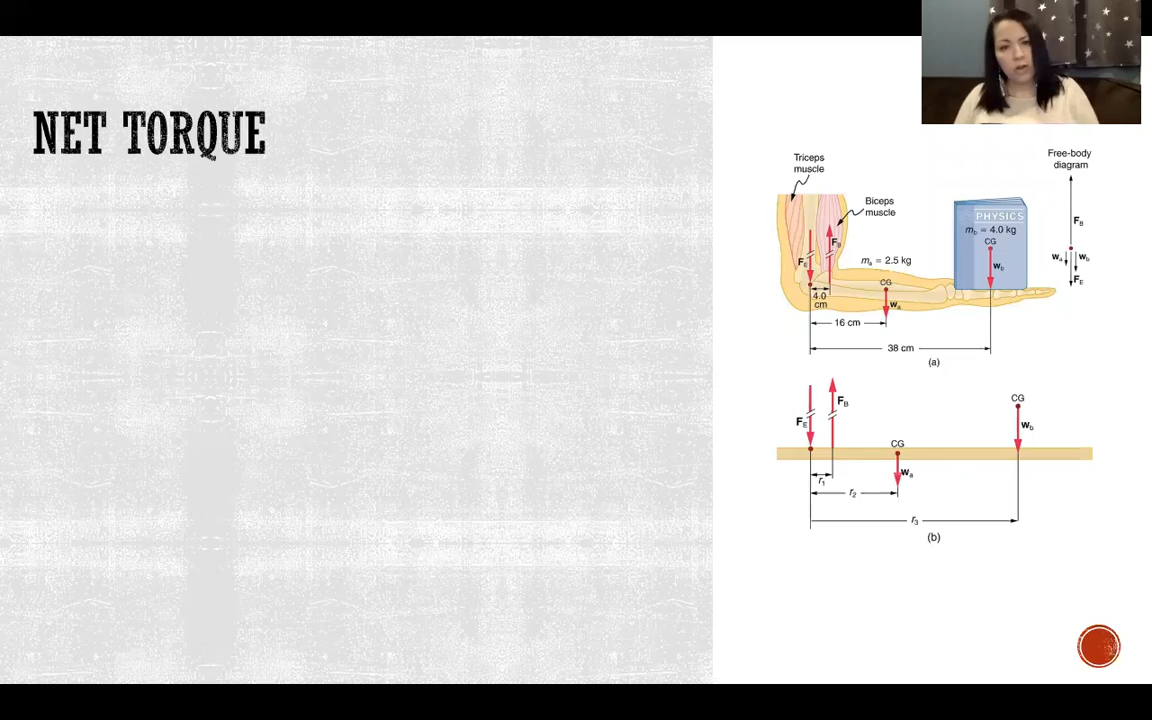 NET TORQUE
Triceps
muscle
Biceps
muscle
Free-body
diagram
PHYSICS
m_b = 4.0 kg
CG
w_b
F_B
F_E
m_a = 2.5 kg
CG
w_a
4.0
cm
16 cm
38 cm
(a)
F_B
w_a
w_b
F_E
F_E
F_B
CG
w_a
CG
w_b
r_1
r_2
r_3
(b)